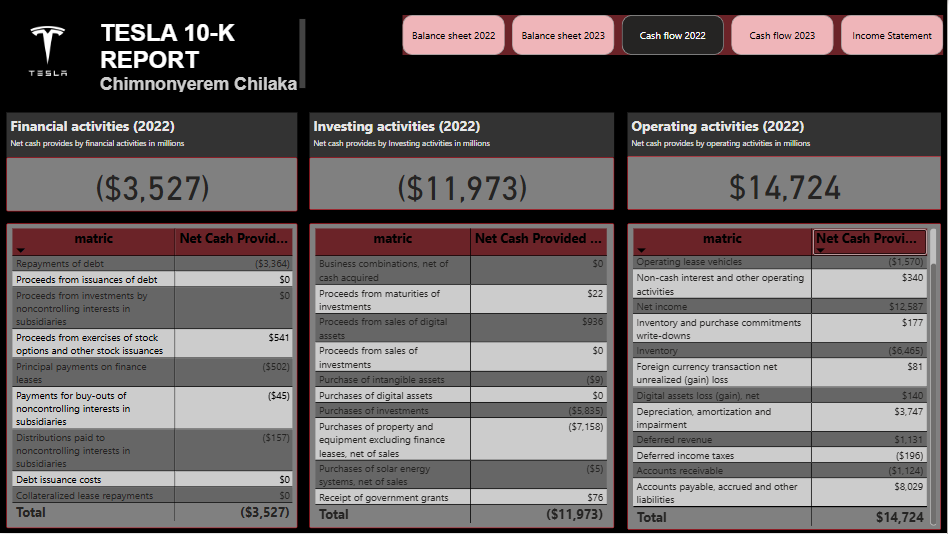 TESLA
TESLA 10-K
REPORT
Chimnonyerem Chilaka
Balance sheet 2022
Balance sheet 2023
Cash flow 2022
Cash flow 2023
Income Statement
Financial activities (2022)
Net cash provides by financial activities in millions
($3,527)
matric Net Cash Provid...
Repayments of debt ($3,364)
Proceeds from issuances of debt $0
Proceeds from investments by $0
noncontrolling interests in
subsidiaries
Proceeds from exercises of stock $541
options and other stock issuances
Principal payments on finance ($502)
leases
Payments for buy-outs of ($45)
noncontrolling interests in
subsidiaries
Distributions paid to ($157)
noncontrolling interests in
subsidiaries
Debt issuance costs $0
Collateralized lease repayments $0
Total ($3,527)
Investing activities (2022)
Net cash provides by Investing activities in millions
($11,973)
matric Net Cash Provided ...
Business combinations, net of $0
cash acquired
Proceeds from maturities of $22
investments
Proceeds from sales of digital $936
assets
Proceeds from sales of $0
investments
Purchase of intangible assets ($9)
Purchases of digital assets $0
Purchases of investments ($5,835)
Purchases of property and ($7,158)
equipment excluding finance
leases, net of sales
Purchases of solar energy ($5)
systems, net of sales
Receipt of government grants $76
Total ($11,973)
Operating activities (2022)
Net cash provides by operating activities in millions
$14,724
matric Net Cash Provi...
Operating lease vehicles ($1,570)
Non-cash interest and other operating $340
activities
Net income $12,587
Inventory and purchase commitments $177
write-downs
Inventory ($6,465)
Foreign currency transaction net $81
unrealized (gain) loss
Digital assets loss (gain), net $140
Depreciation, amortization and $3,747
impairment
Deferred revenue $1,131
Deferred income taxes ($196)
Accounts receivable ($1,124)
Accounts payable, accrued and other $8,029
liabilities
Total $14,724